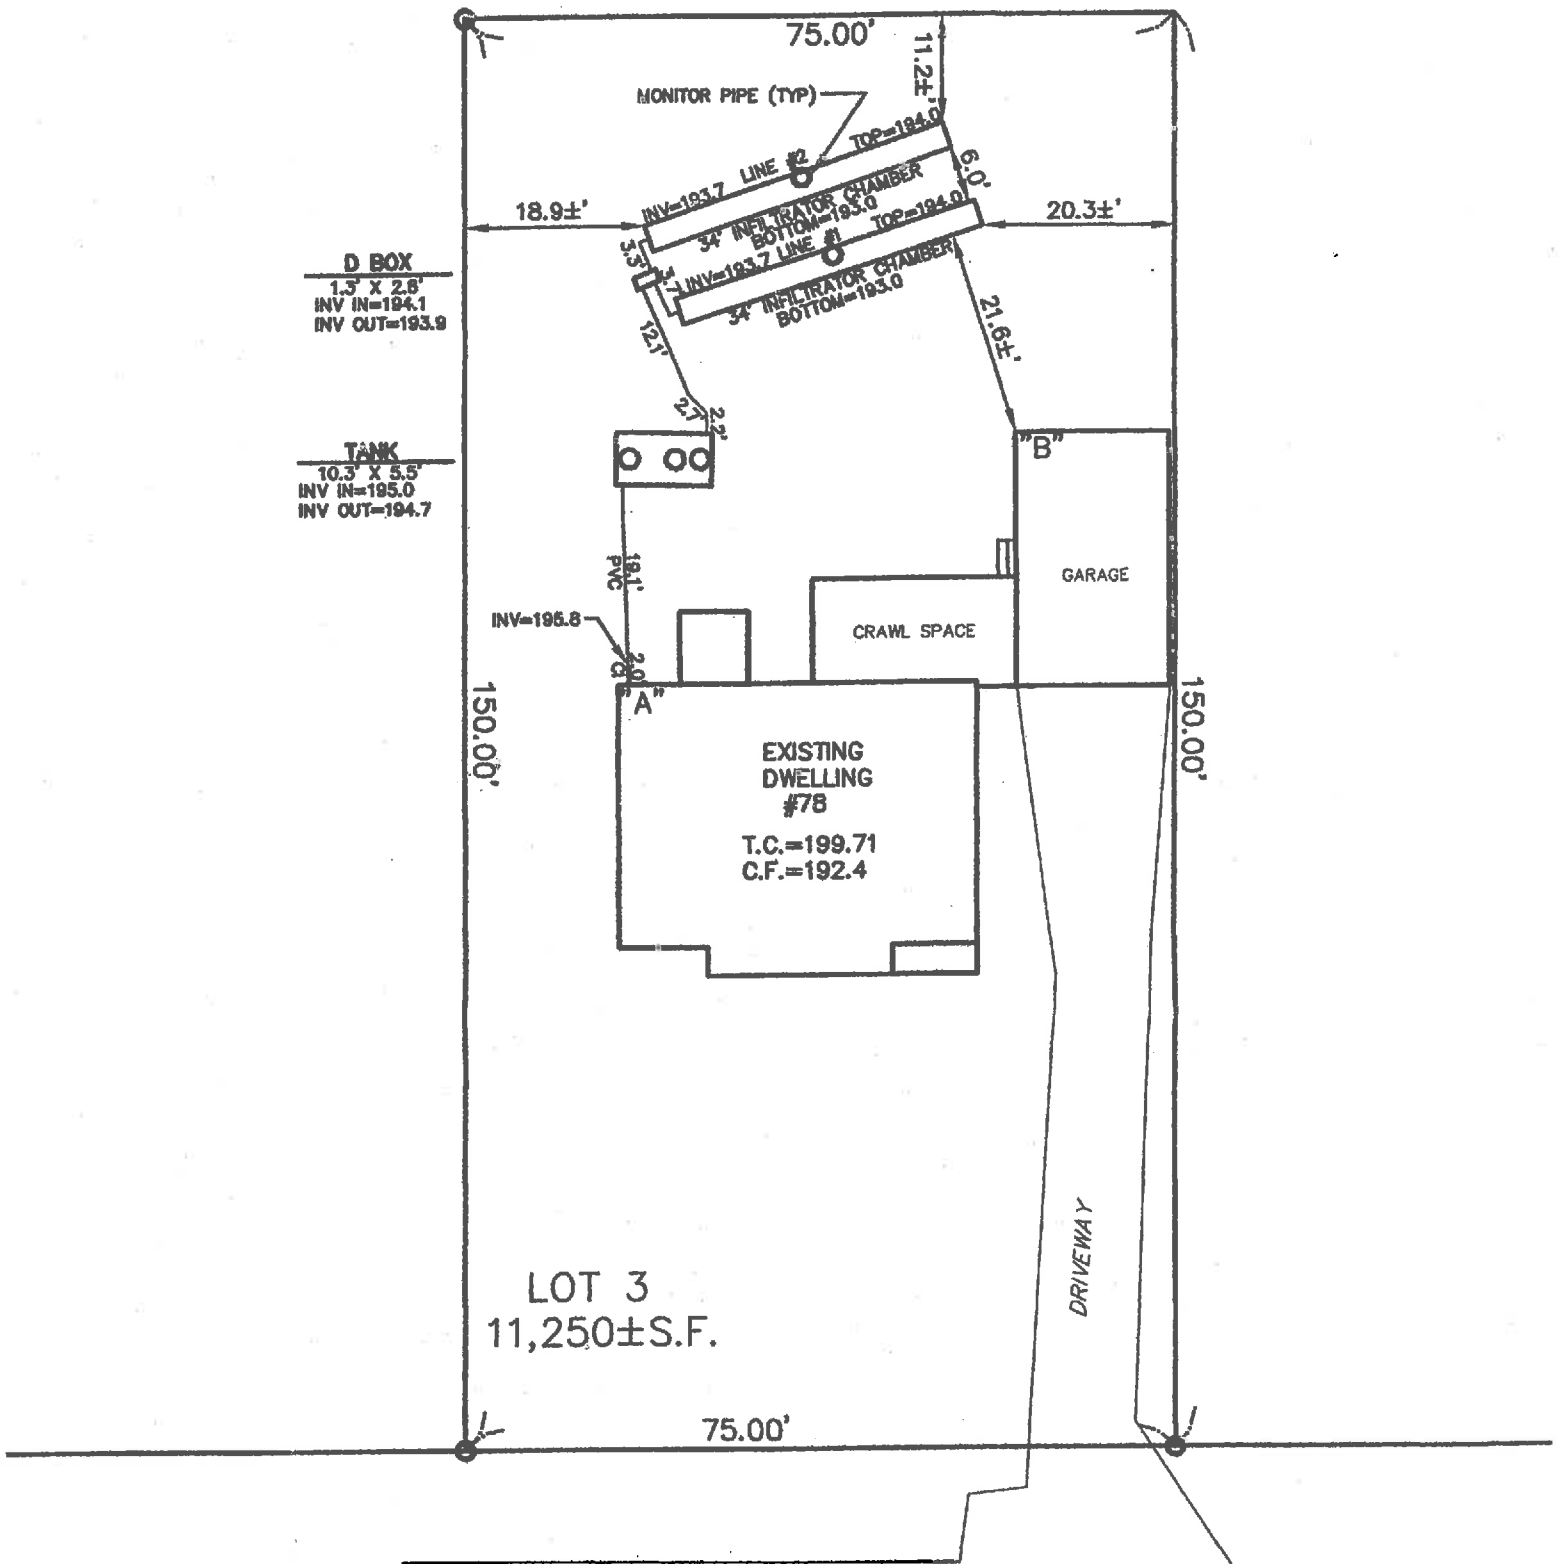 75.00'
11.2±'
MONITOR PIPE (TYP)
INV=193.7 LINE #2 TOP=194.0
34' INFILTRATOR CHAMBER
BOTTOM=193.0
6.0'
18.9±'
20.3±'
3.3'
3.7'
INV=193.7 LINE #1 TOP=194.0
34' INFILTRATOR CHAMBER
BOTTOM=193.0
D BOX
1.3' X 2.8'
INV IN=194.1
INV OUT=193.9
12.1'
21.6±'
2.7'
2.2'
TANK
10.3' X 5.5'
INV IN=195.0
INV OUT=194.7
"B"
19.1'
PVC
GARAGE
INV=195.8
CRAWL SPACE
2.0'
CI
"A"
150.00'
150.00'
EXISTING
DWELLING
#78
T.C.=199.71
C.F.=192.4
DRIVEWAY
LOT 3
11,250±S.F.
75.00'